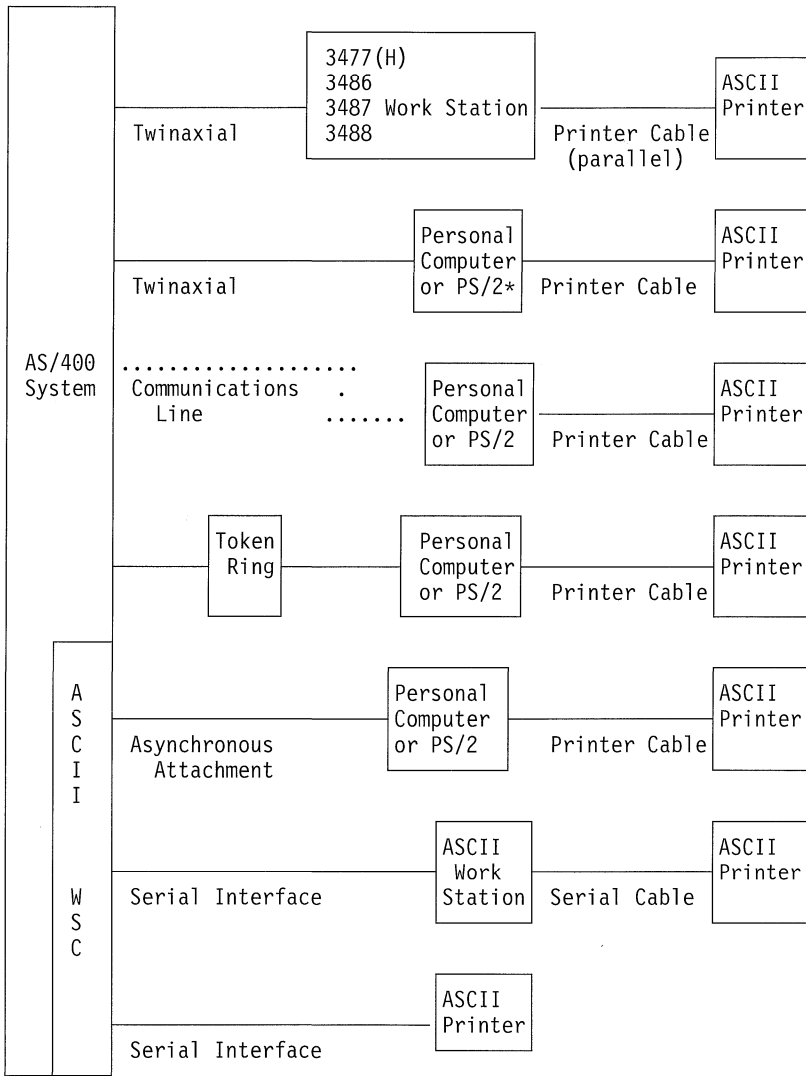 3477(H)
3486
3487 Work Station
3488
ASCII
Printer
Twinaxial
Printer Cable
(parallel)
Personal
Computer
or PS/2*
ASCII
Printer
Twinaxial
Printer Cable
AS/400
System
Communications
Line
Personal
Computer
or PS/2
ASCII
Printer
Printer Cable
Token
Ring
Personal
Computer
or PS/2
ASCII
Printer
Printer Cable
A
S
C
I
I
W
S
C
Personal
Computer
or PS/2
ASCII
Printer
Asynchronous
Attachment
Printer Cable
ASCII
Work
Station
ASCII
Printer
Serial Interface
Serial Cable
ASCII
Printer
Serial Interface